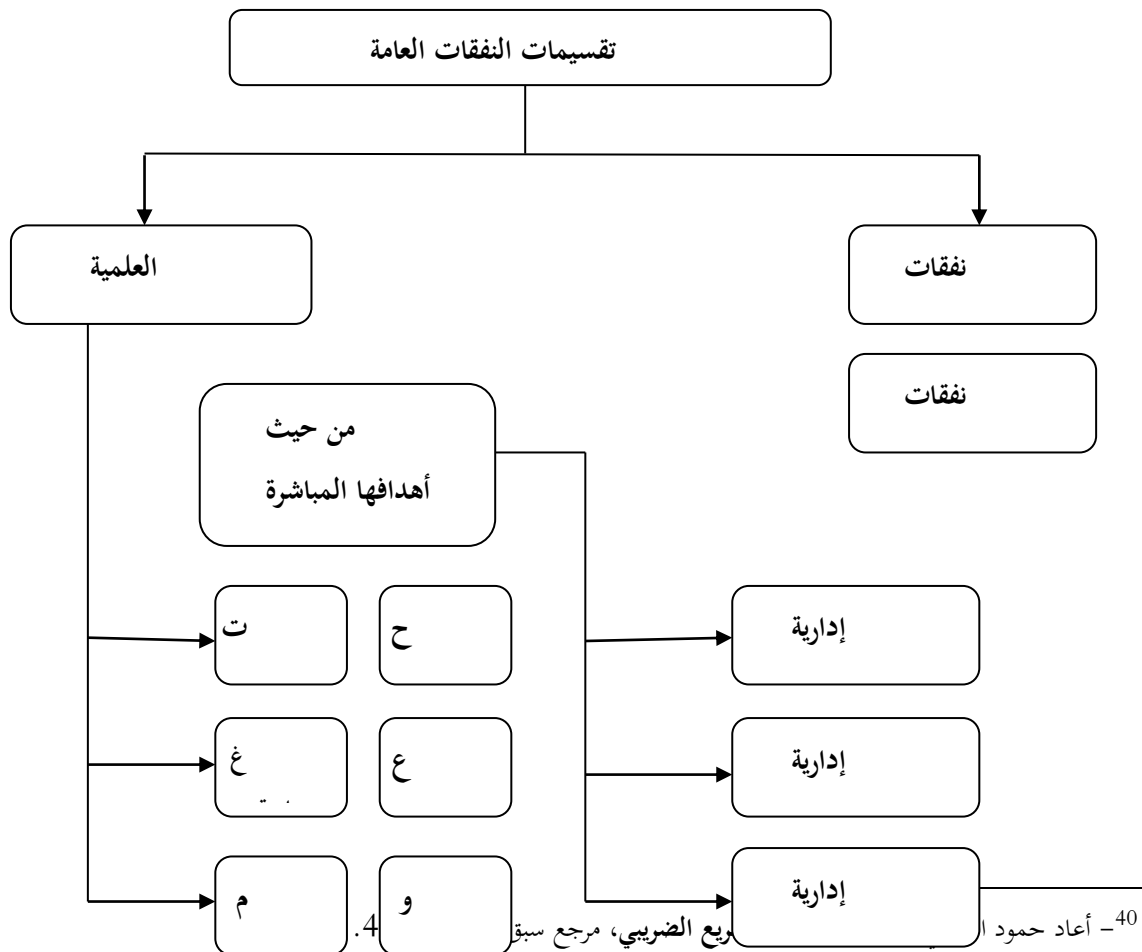 تقسيمات النفقات العامة
نفقات
العلمية
نفقات
من حيث
أهدافها المباشرة
إدارية
ح
ت
إدارية
ع
غ
إدارية
و
م
40- أعاد حمود ا ريع الضريبي، مرجع سبق 4.